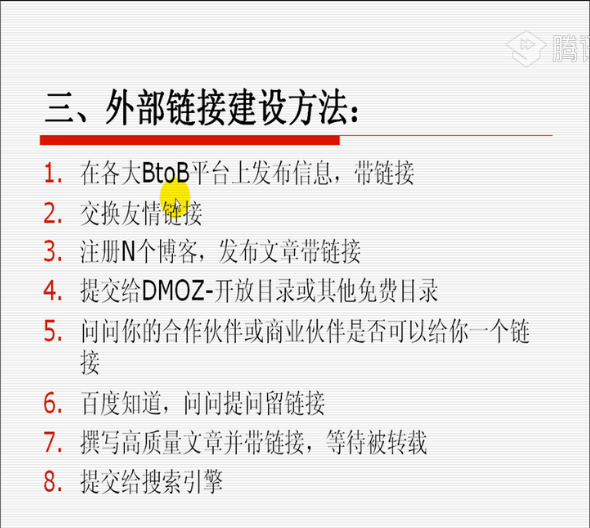 腾讯
三、外部链接建设方法:
1. 在各大BtoB平台上发布信息，带链接
2. 交换友情链接
3. 注册N个博客，发布文章带链接
4. 提交给DMOZ-开放目录或其他免费目录
5. 问问你的合作伙伴或商业伙伴是否可以给你一个链
接
6. 百度知道，问问提问留链接
7. 撰写高质量文章并带链接，等待被转载
8. 提交给搜索引擎